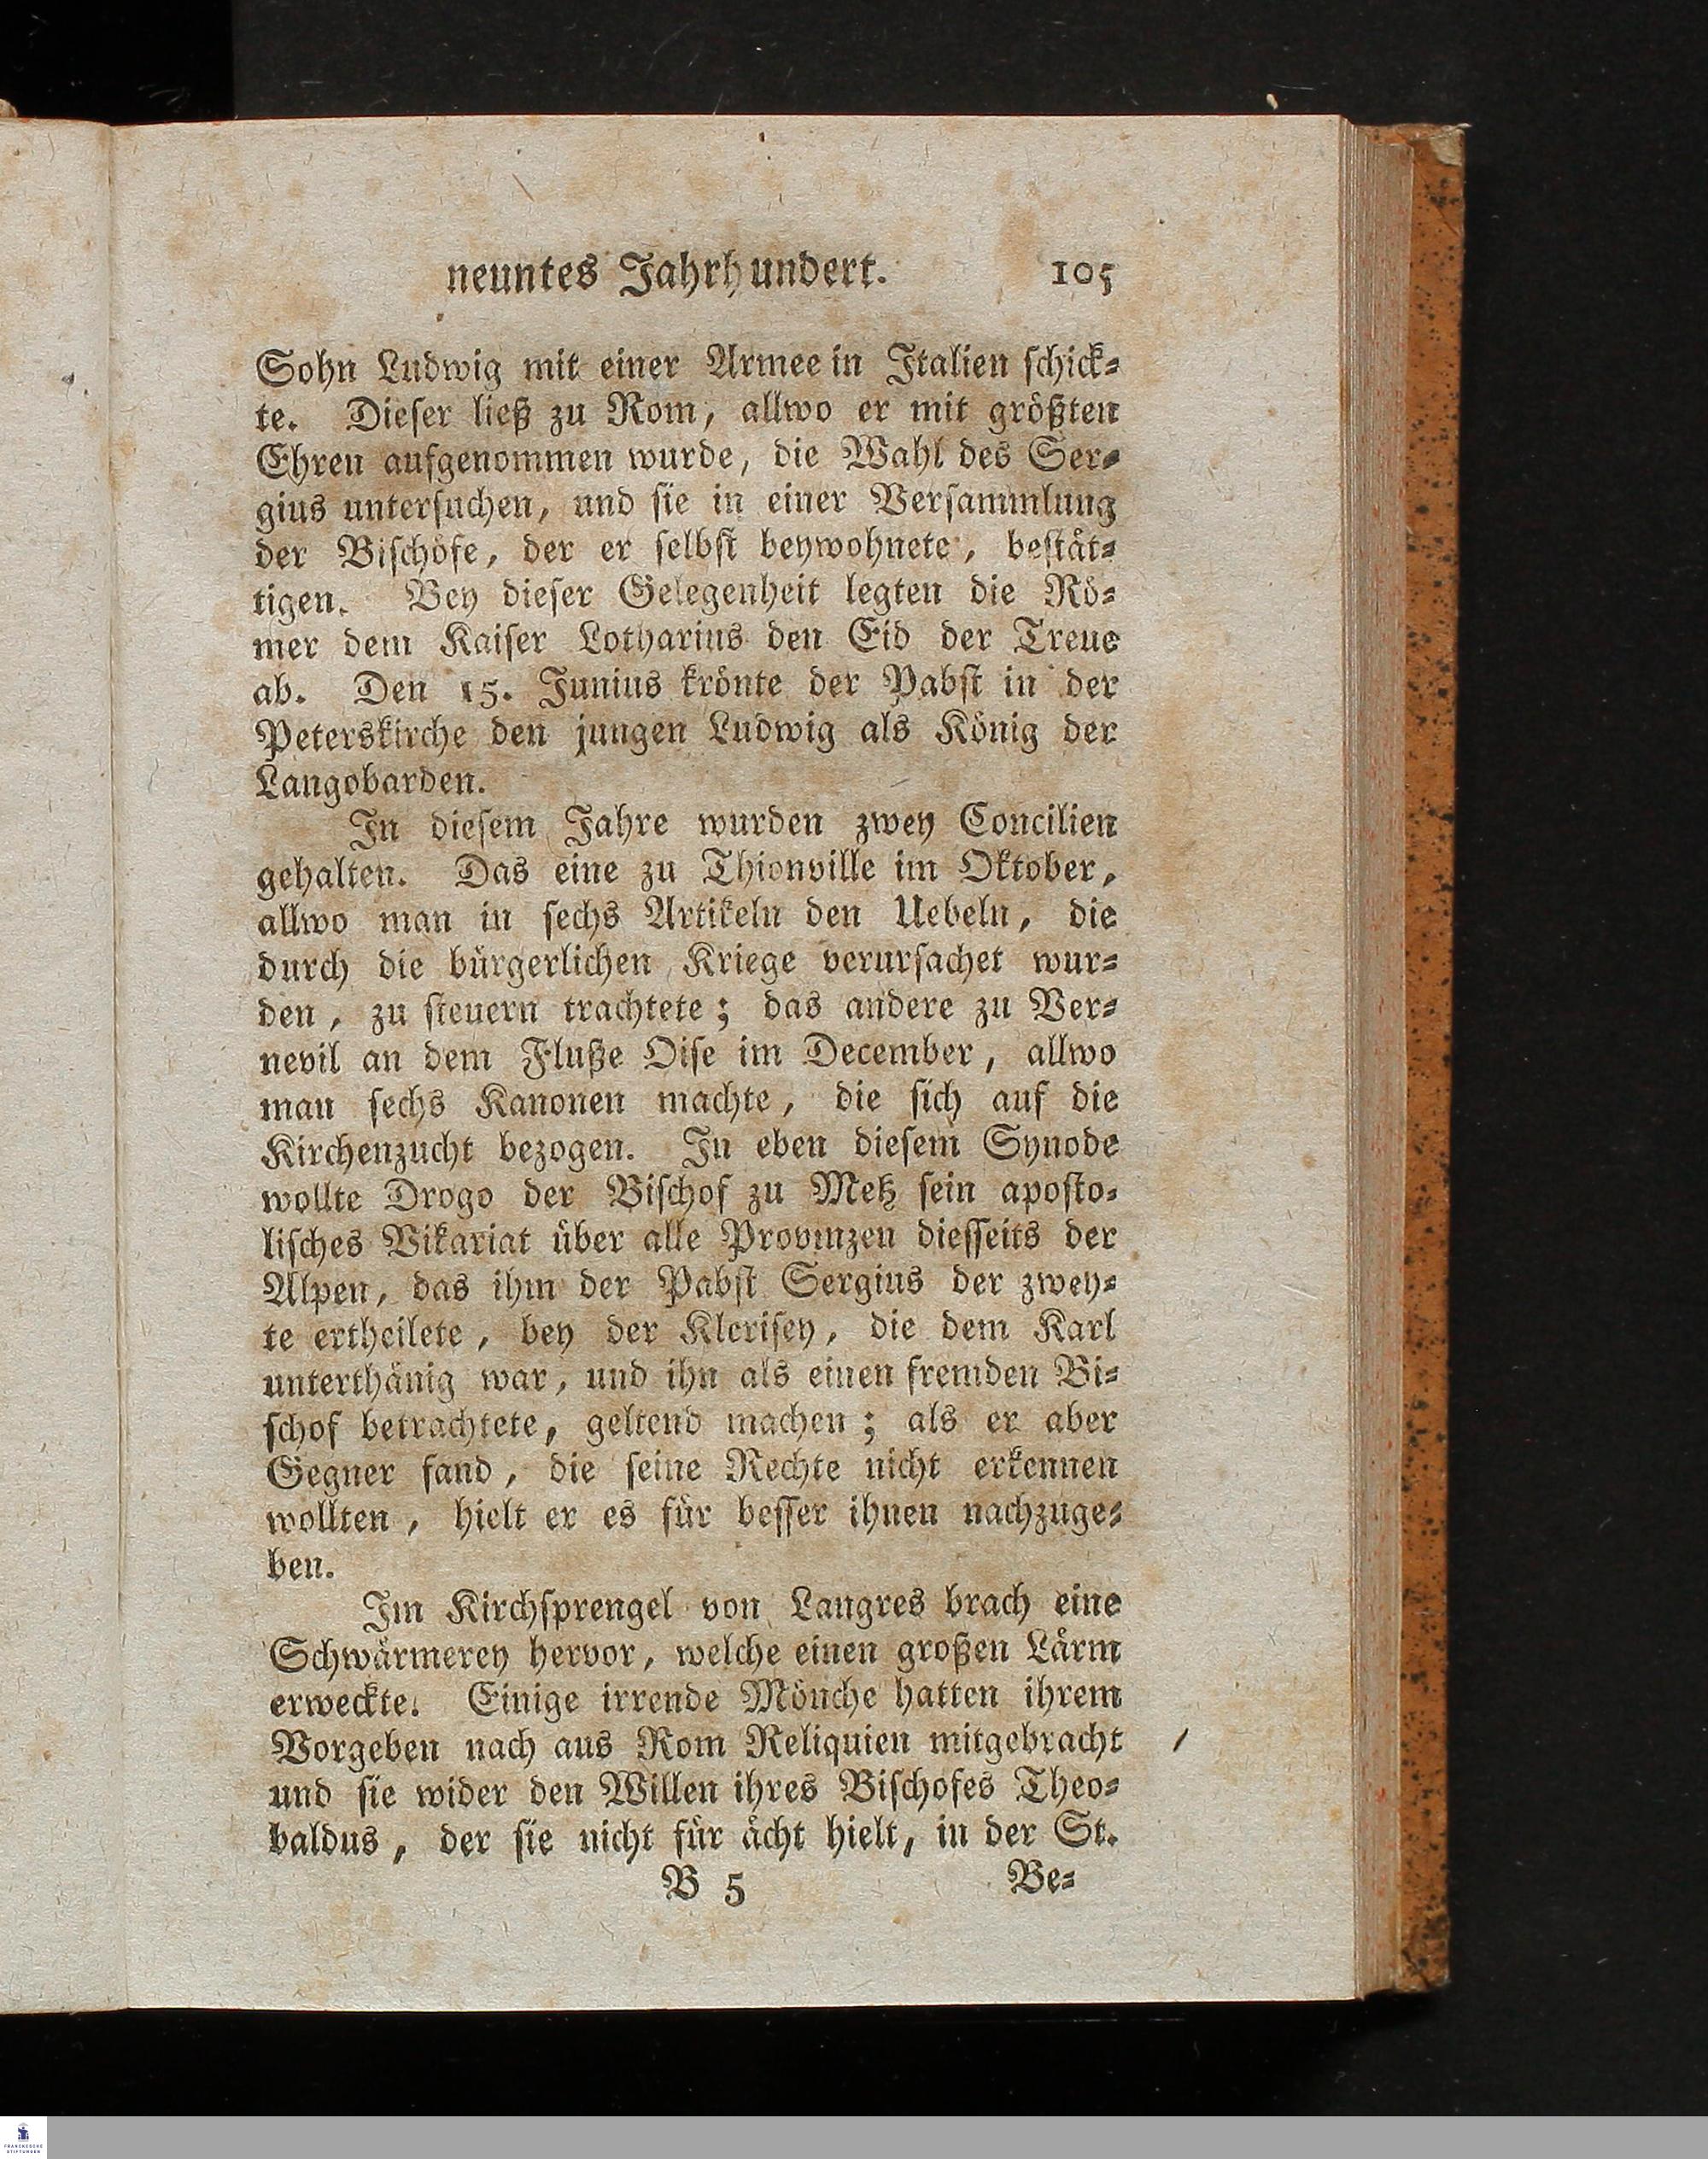 neuntes Jahrhundert. 105
Sohn Ludwig mit einer Armee in Italien schick-
te. Dieser ließ zu Rom, allwo er mit größten
Ehren aufgenommen wurde, die Wahl des Ser-
gius untersuchen, und sie in einer Versammlung
der Bischöfe, der er selbst beywohnete, bestät-
tigen. Bey dieser Gelegenheit legten die Rö-
mer dem Kaiser Lotharius den Eid der Treue
ab. Den 15. Junius krönte der Pabst in der
Peterskirche den jungen Ludwig als König der
Langobarden.
In diesem Jahre wurden zwey Concilien
gehalten. Das eine zu Thionville im Oktober,
allwo man in sechs Artikeln den Uebeln, die
durch die bürgerlichen Kriege verursachet wur-
den, zu steuern trachtete; das andere zu Ver-
nevil an dem Fluße Oise im December, allwo
man sechs Kanonen machte, die sich auf die
Kirchenzucht bezogen. In eben diesem Synode
wollte Drogo der Bischof zu Metz sein aposto-
lisches Vikariat über alle Provinzen diesseits der
Alpen, das ihm der Pabst Sergius der zwey-
te ertheilete, bey der Klerisey, die dem Karl
unterthänig war, und ihn als einen fremden Bi-
schof betrachtete, geltend machen; als er aber
Gegner fand, die seine Rechte nicht erkennen
wollten, hielt er es für besser ihnen nachzuge-
ben.
Im Kirchsprengel von Langres brach eine
Schwärmerey hervor, welche einen großen Lärm
erweckte. Einige irrende Mönche hatten ihrem
Vorgeben nach aus Rom Reliquien mitgebracht
und sie wider den Willen ihres Bischofes Theo-
baldus, der sie nicht für ächt hielt, in der St.
B 5 Be-
FRANCKESCHE
STIFTUNGEN